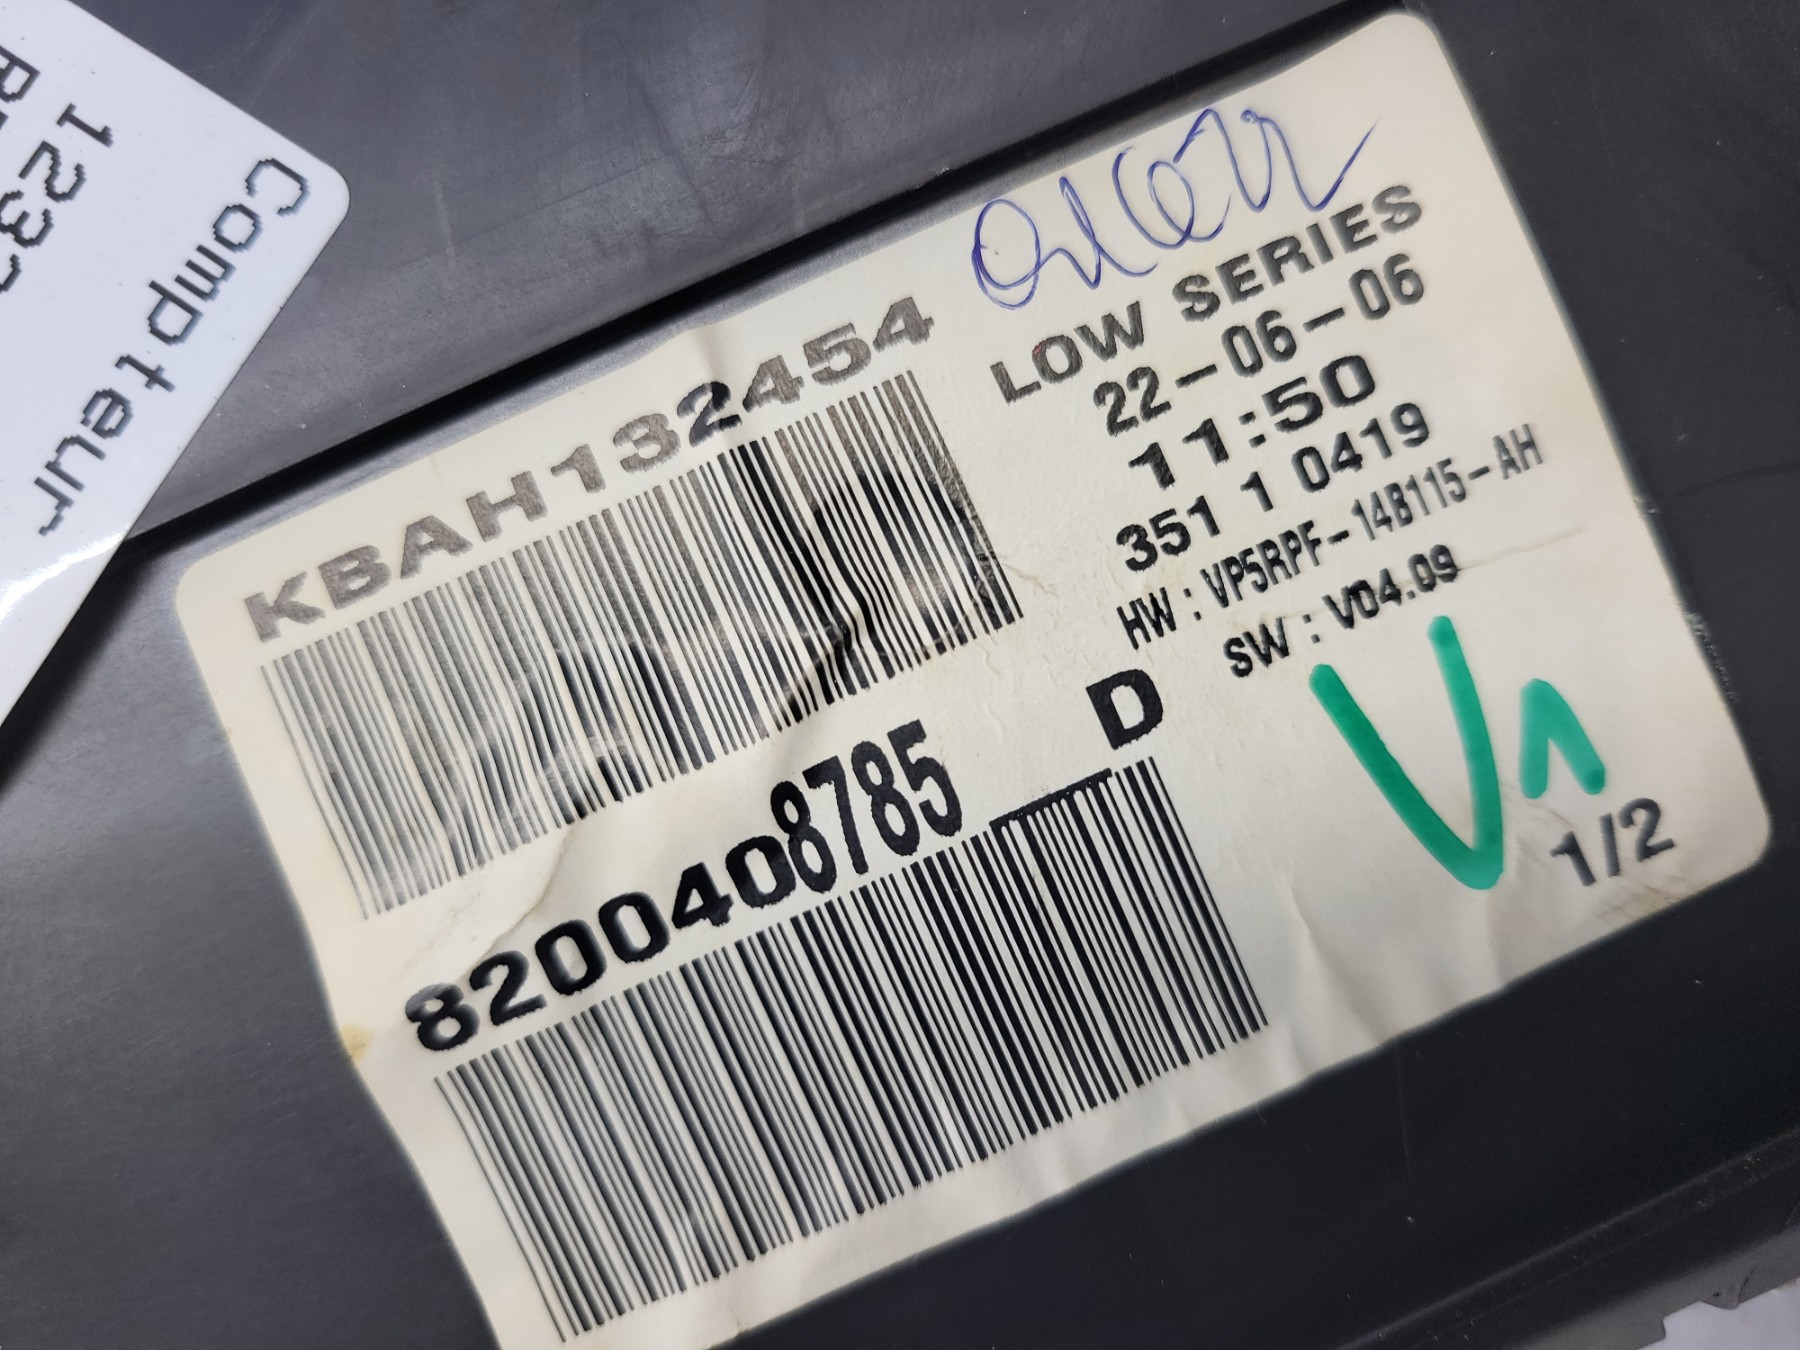 Compteur
KBAH132454
LOW SERIES
22-06-06
11:50
351 1 0419
HW : VP5RPF-14B115-AH
SW : V04.09
8200408785 D
V1
1/2